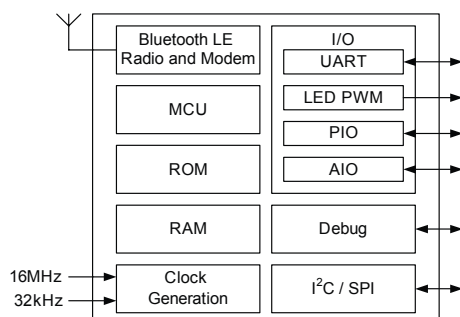 Bluetooth LE
Radio and Modem
MCU
ROM
RAM
16MHz
32kHz
Clock
Generation
I/O
UART
LED PWM
PIO
AIO
Debug
I²C / SPI